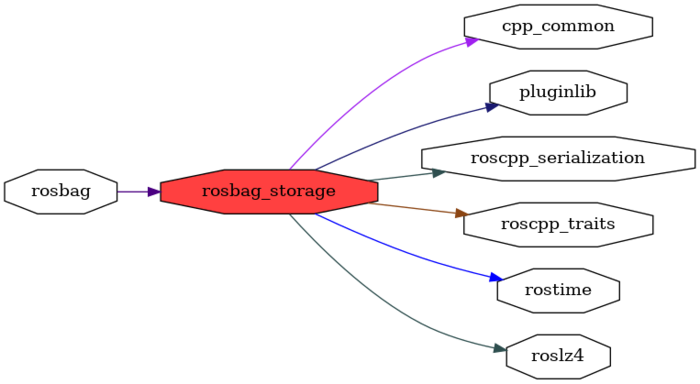 cpp_common
pluginlib
roscpp_serialization
rosbag
rosbag_storage
roscpp_traits
rostime
roslz4